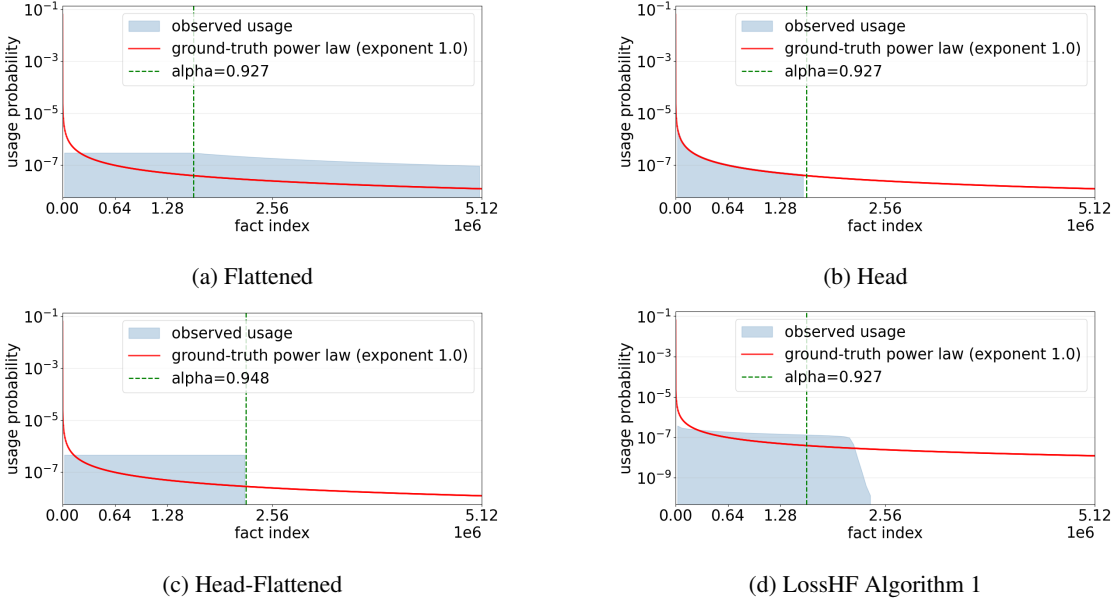 10^-1
10^-3
10^-5
10^-7
usage probability
observed usage
ground-truth power law (exponent 1.0)
alpha=0.927
0.00 0.64 1.28 2.56 5.12
fact index 1e6
(a) Flattened
10^-1
10^-3
10^-5
10^-7
usage probability
observed usage
ground-truth power law (exponent 1.0)
alpha=0.927
0.00 0.64 1.28 2.56 5.12
fact index 1e6
(b) Head
10^-1
10^-3
10^-5
10^-7
usage probability
observed usage
ground-truth power law (exponent 1.0)
alpha=0.948
0.00 0.64 1.28 2.56 5.12
fact index 1e6
(c) Head-Flattened
10^-1
10^-3
10^-5
10^-7
10^-9
usage probability
observed usage
ground-truth power law (exponent 1.0)
alpha=0.927
0.00 0.64 1.28 2.56 5.12
fact index 1e6
(d) LossHF Algorithm 1